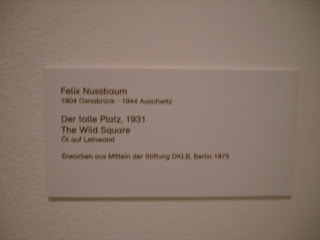 Felix Nussbaum
1904 Osnabrück - 1944 Auschwitz
Der tolle Platz, 1931
The Wild Square
Öl auf Leinwand
Erworben aus Mitteln der Stiftung DKLB, Berlin 1975